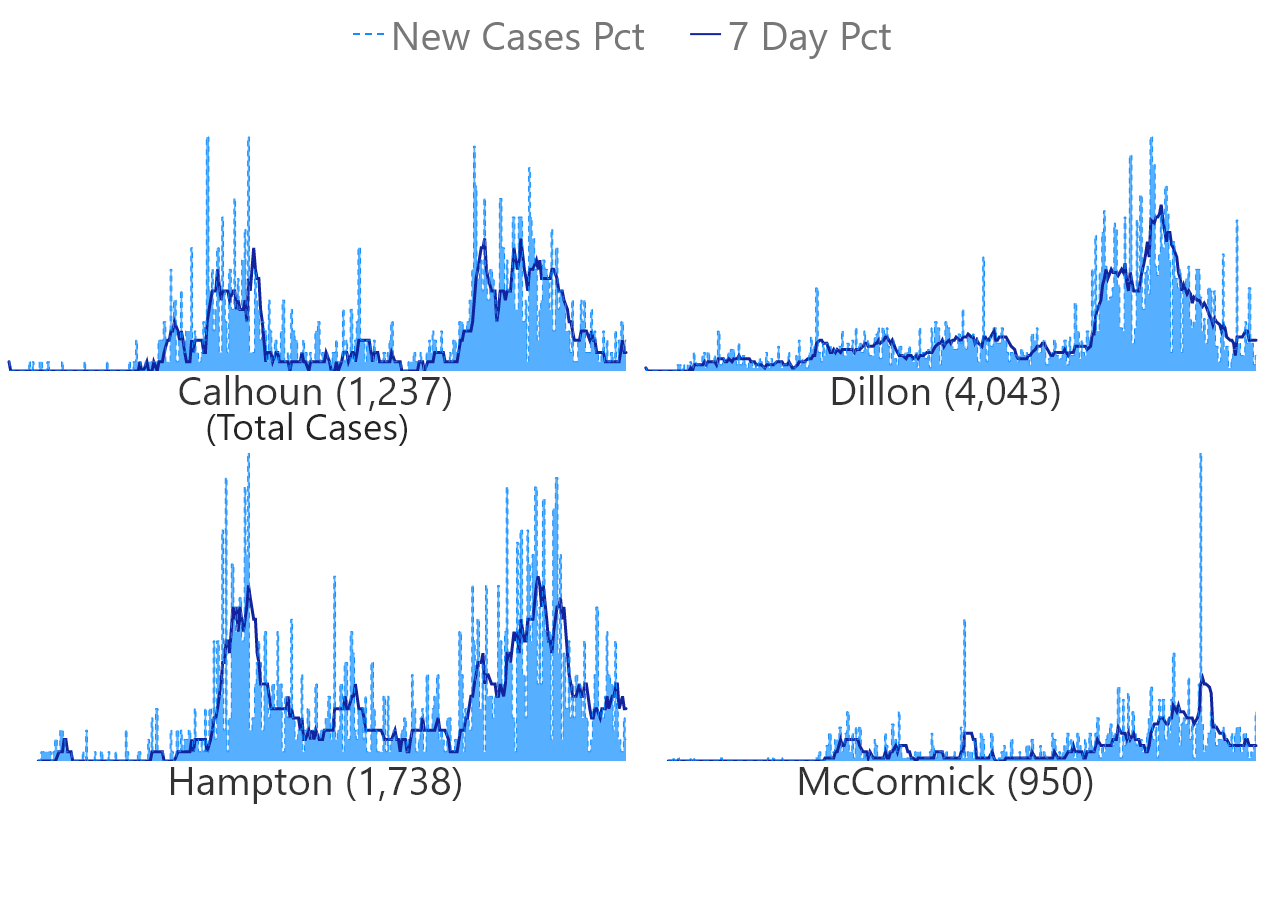 New Cases Pct 7 Day Pct
Calhoun (1,237) Dillon (4,043)
(Total Cases)
Hampton (1,738) McCormick (950)